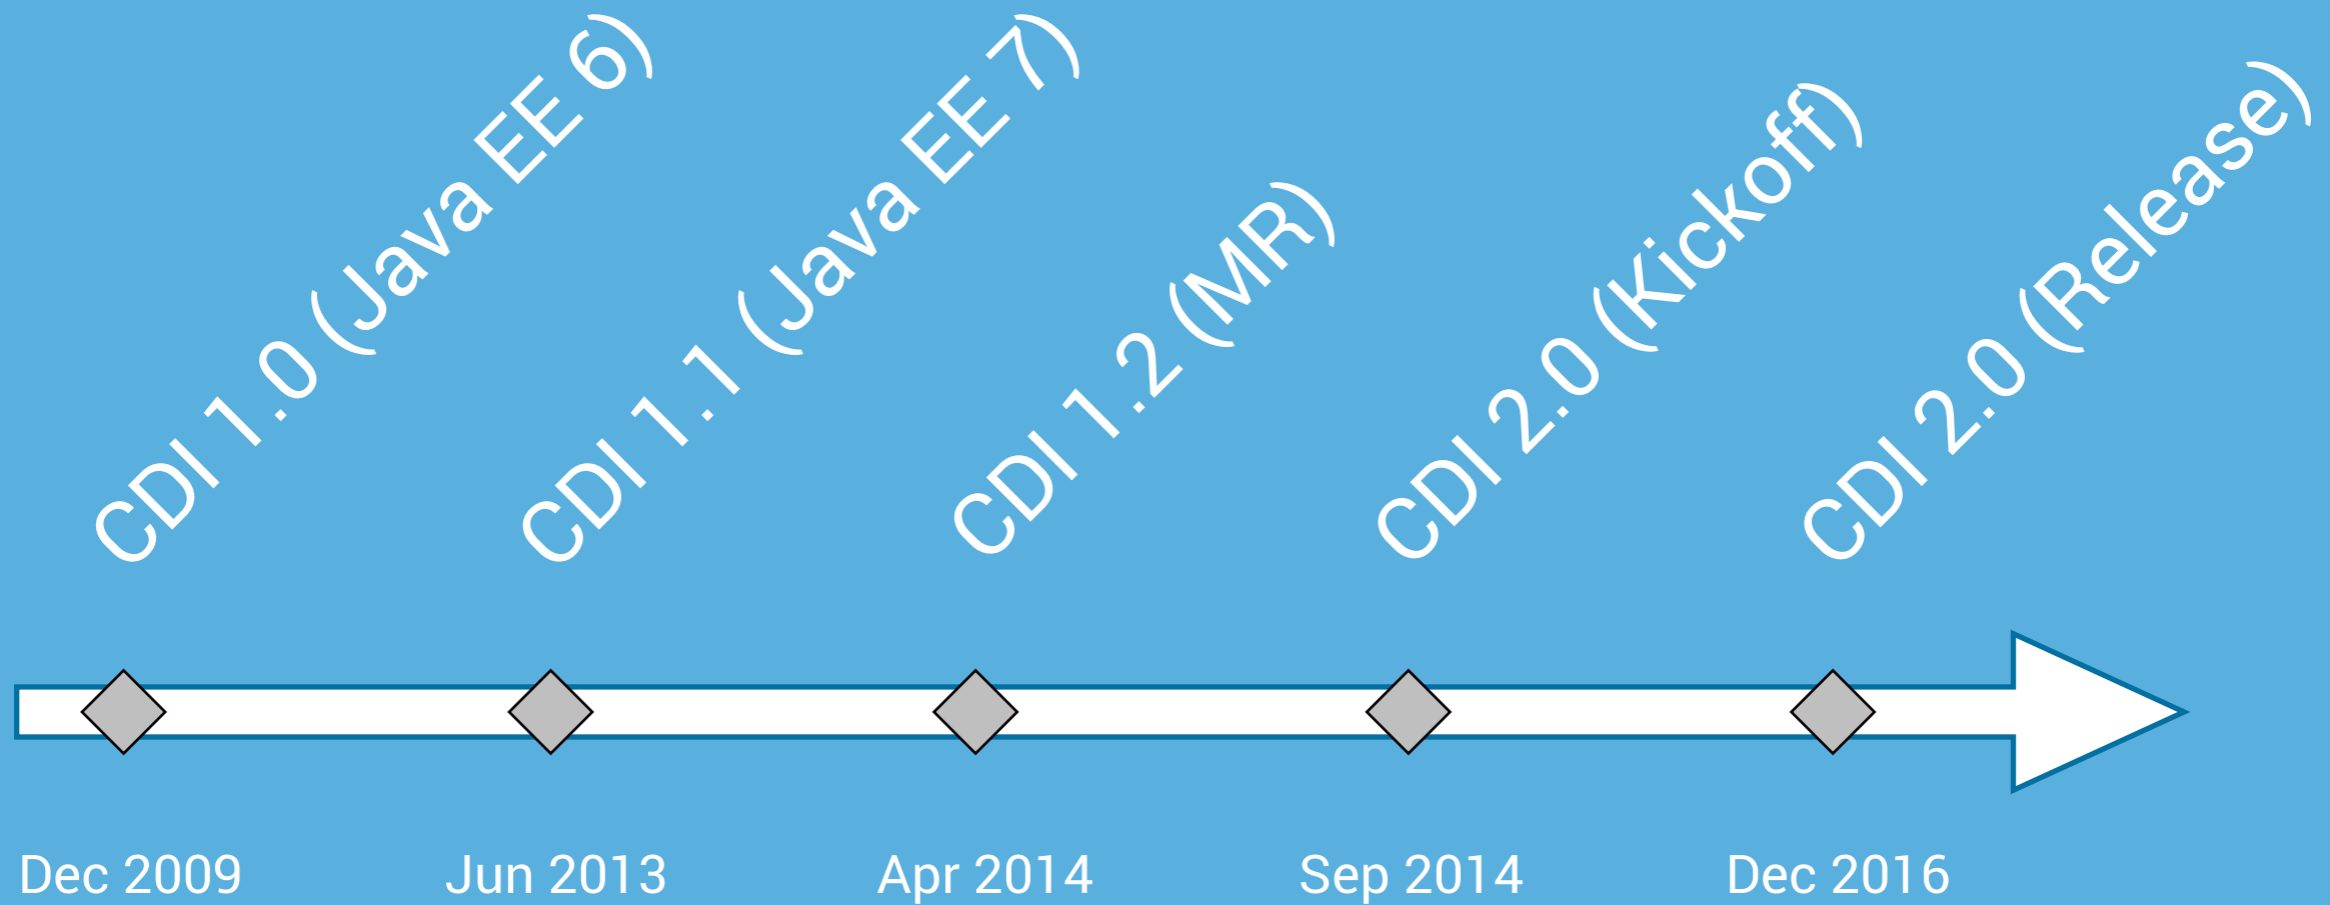 CDI 1.0 (Java EE 6)
CDI 1.1 (Java EE 7)
CDI 1.2 (MR)
CDI 2.0 (Kickoff)
CDI 2.0 (Release)
Dec 2009
Jun 2013
Apr 2014
Sep 2014
Dec 2016